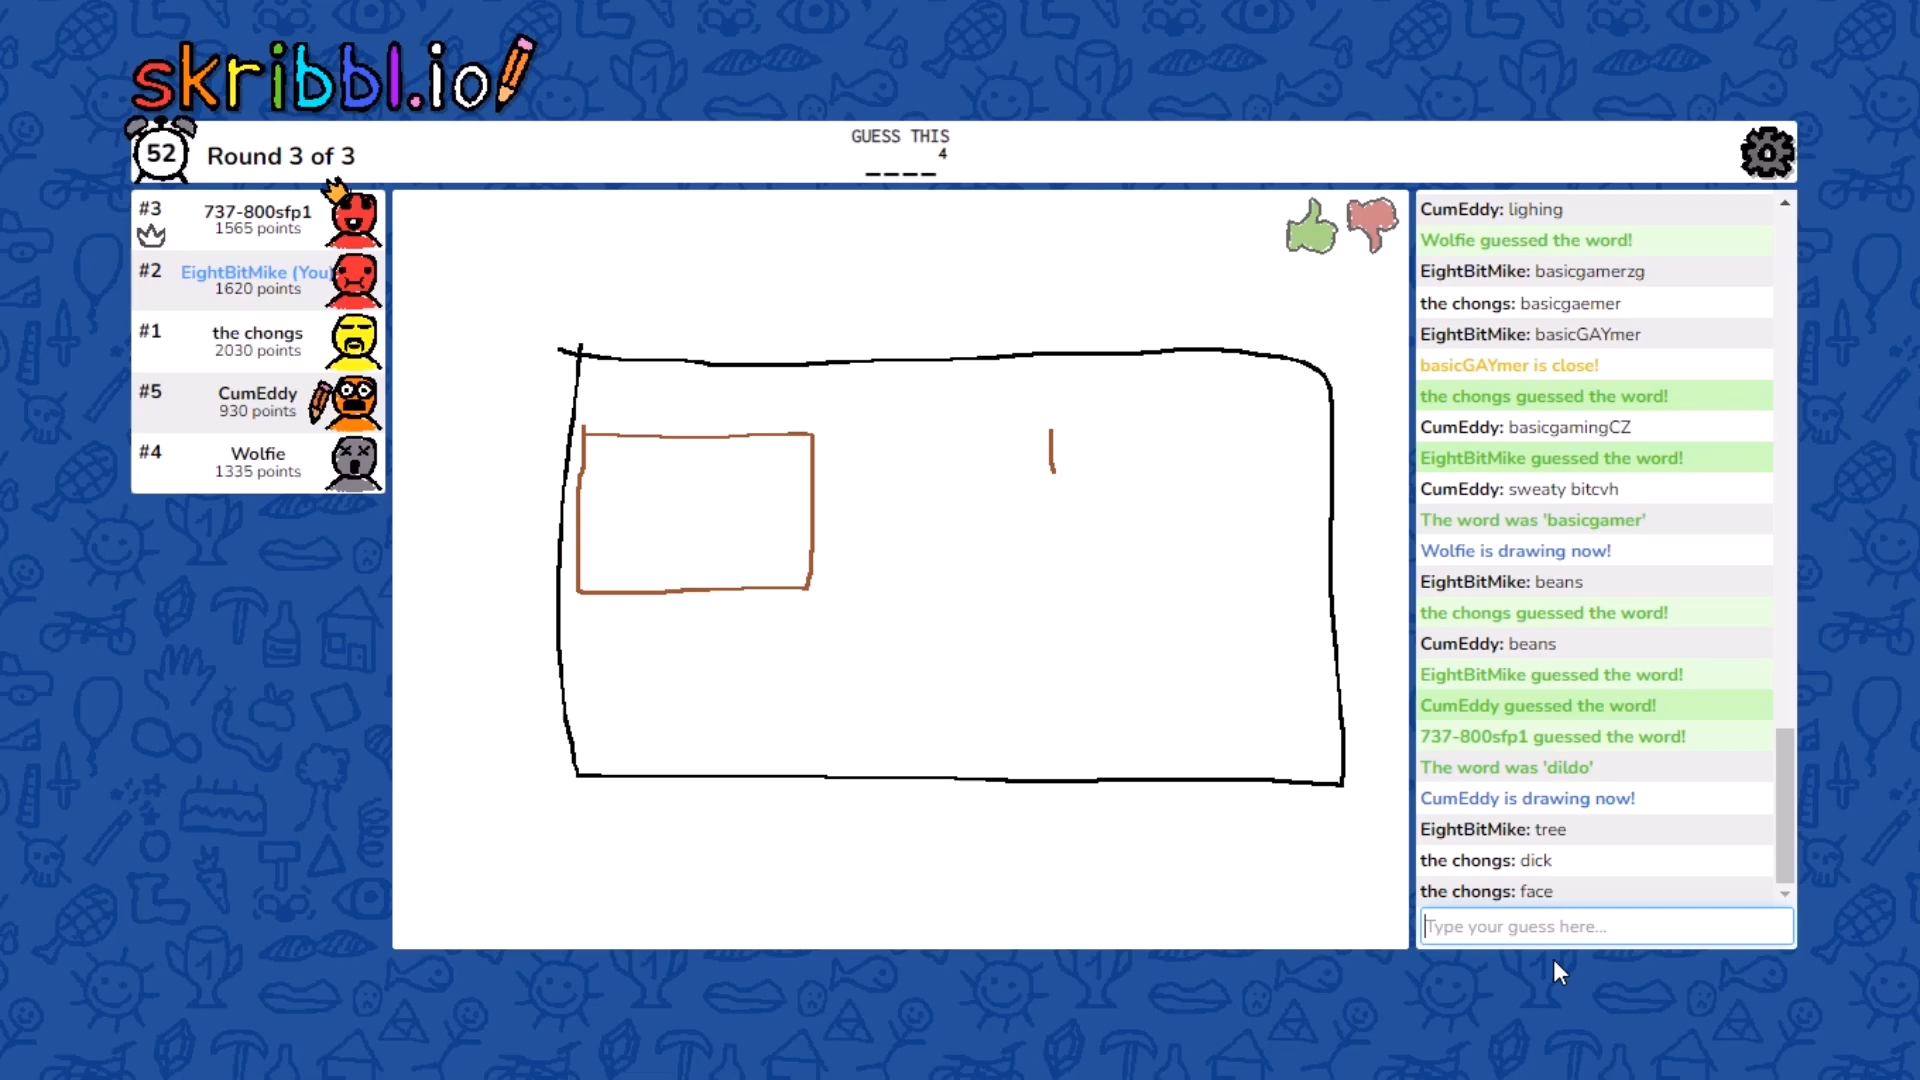 skribbl.io
52
Round 3 of 3
GUESS THIS
4
____
#3
737-800sfp1
1565 points
#2
EightBitMike (You)
1620 points
#1
the chongs
2030 points
#5
CumEddy
930 points
#4
Wolfie
1335 points
CumEddy: lighing
Wolfie guessed the word!
EightBitMike: basicgamerzg
the chongs: basicgaemer
EightBitMike: basicGAYmer
basicGAYmer is close!
the chongs guessed the word!
CumEddy: basicgamingCZ
EightBitMike guessed the word!
CumEddy: sweaty bitcvh
The word was 'basicgamer'
Wolfie is drawing now!
EightBitMike: beans
the chongs guessed the word!
CumEddy: beans
EightBitMike guessed the word!
CumEddy guessed the word!
737-800sfp1 guessed the word!
The word was 'dildo'
CumEddy is drawing now!
EightBitMike: tree
the chongs: dick
the chongs: face
Type your guess here...